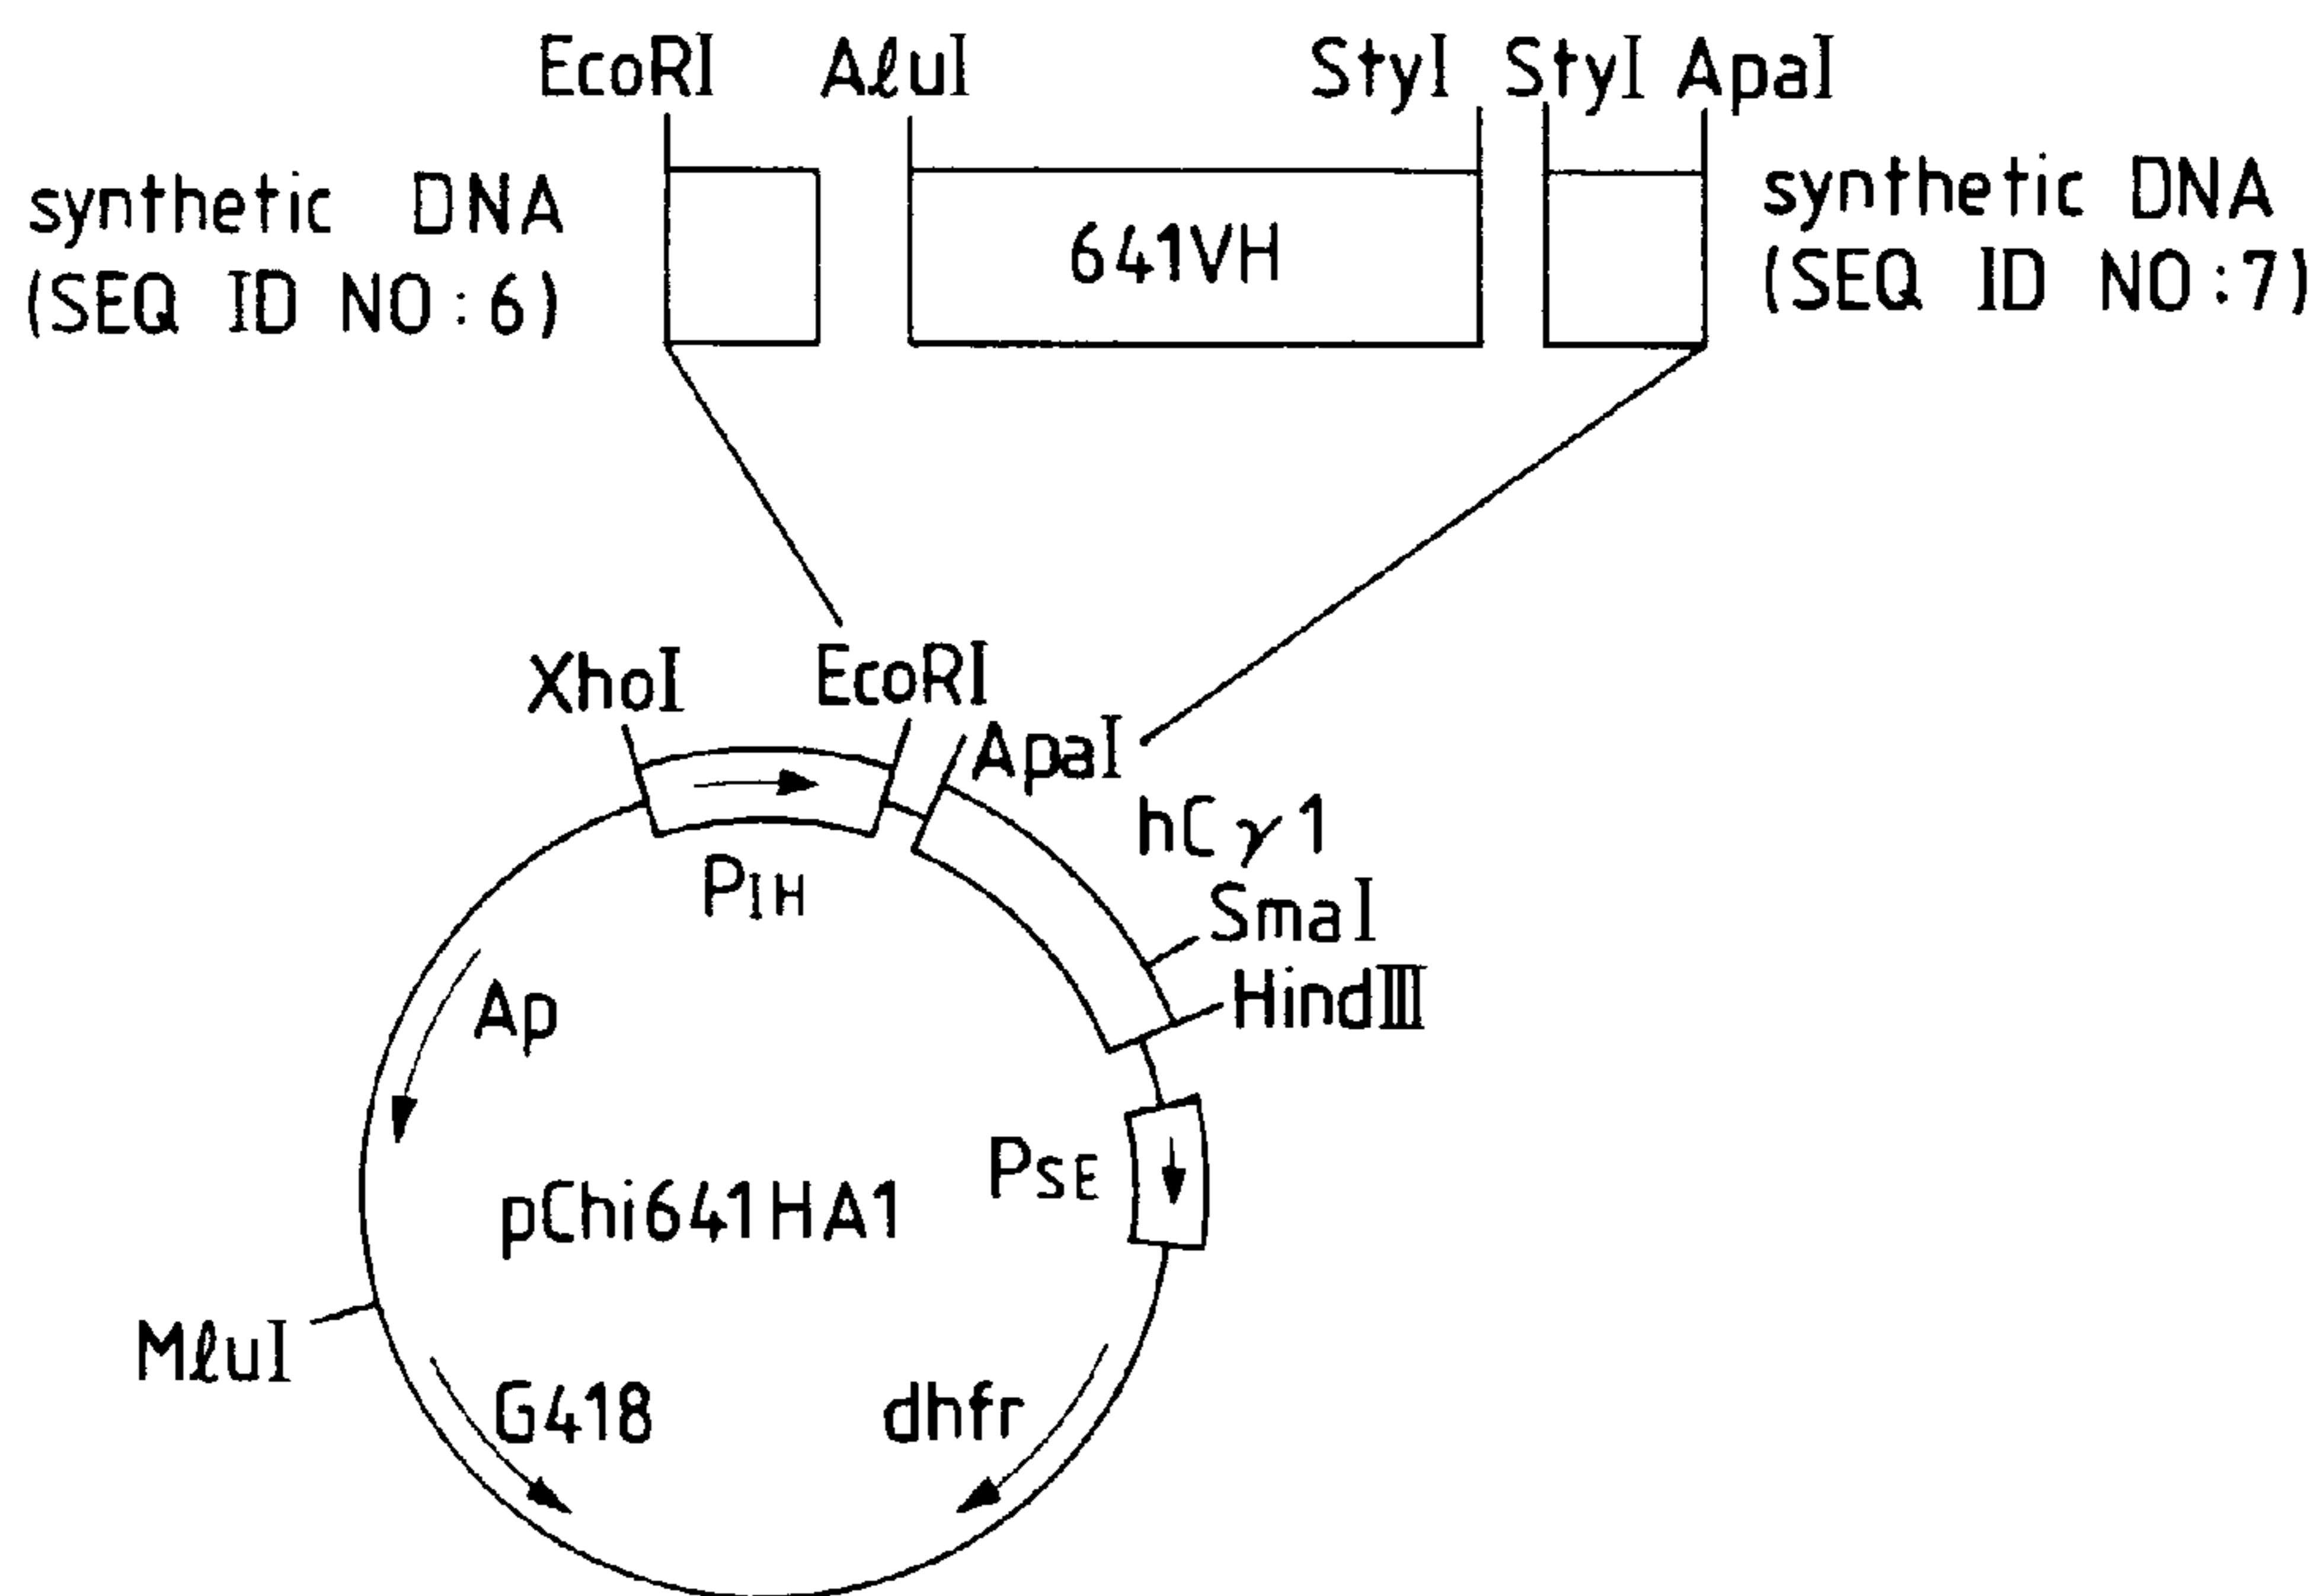 EcoRI AluI StyI StyI ApaI
synthetic DNA
(SEQ ID NO:6)
641VH
synthetic DNA
(SEQ ID NO:7)
XhoI EcoRI
ApaI
hCγ1
PIH
SmaI
HindIII
Ap
PSE
pChi641HA1
MluI
G418 dhfr